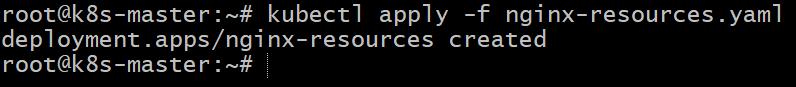 root@k8s-master:~# kubectl apply -f nginx-resources.yaml
deployment.apps/nginx-resources created
root@k8s-master:~#